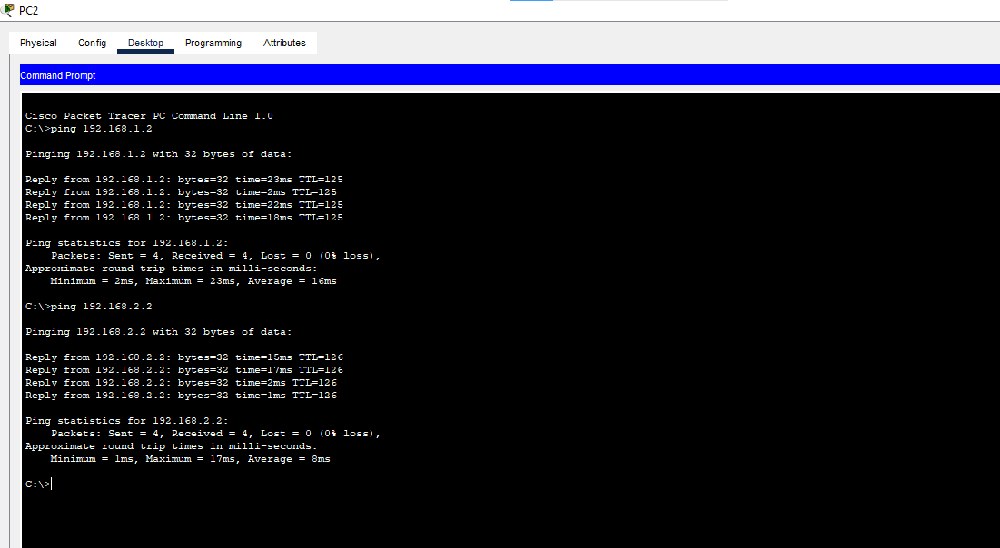 PC2
Physical Config Desktop Programming Attributes
Command Prompt
Cisco Packet Tracer PC Command Line 1.0
C:\>ping 192.168.1.2
Pinging 192.168.1.2 with 32 bytes of data:
Reply from 192.168.1.2: bytes=32 time=23ms TTL=125
Reply from 192.168.1.2: bytes=32 time=2ms TTL=125
Reply from 192.168.1.2: bytes=32 time=22ms TTL=125
Reply from 192.168.1.2: bytes=32 time=18ms TTL=125
Ping statistics for 192.168.1.2:
Packets: Sent = 4, Received = 4, Lost = 0 (0% loss),
Approximate round trip times in milli-seconds:
Minimum = 2ms, Maximum = 23ms, Average = 16ms
C:\>ping 192.168.2.2
Pinging 192.168.2.2 with 32 bytes of data:
Reply from 192.168.2.2: bytes=32 time=15ms TTL=126
Reply from 192.168.2.2: bytes=32 time=17ms TTL=126
Reply from 192.168.2.2: bytes=32 time=2ms TTL=126
Reply from 192.168.2.2: bytes=32 time=1ms TTL=126
Ping statistics for 192.168.2.2:
Packets: Sent = 4, Received = 4, Lost = 0 (0% loss),
Approximate round trip times in milli-seconds:
Minimum = 1ms, Maximum = 17ms, Average = 8ms
C:\>